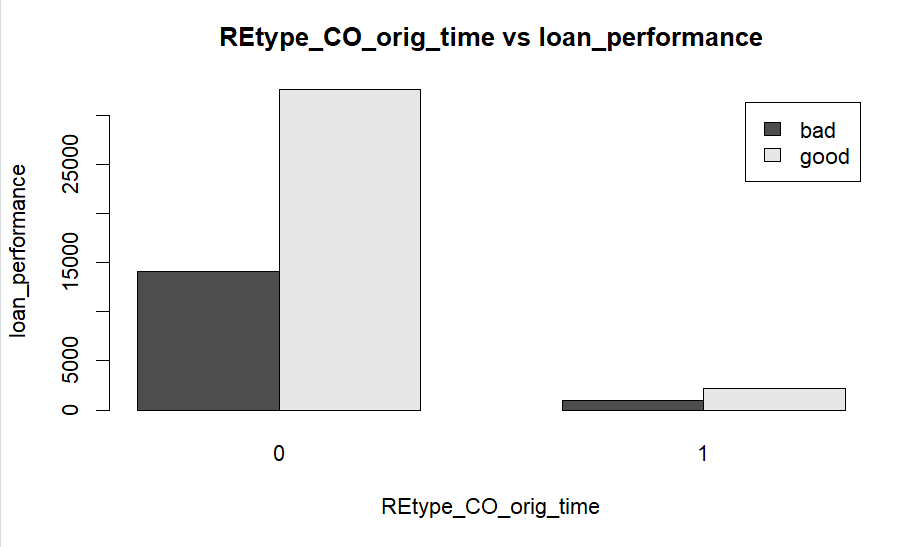 REtype_CO_orig_time vs loan_performance
bad
good
loan_performance
25000
15000
5000
0
0
1
REtype_CO_orig_time